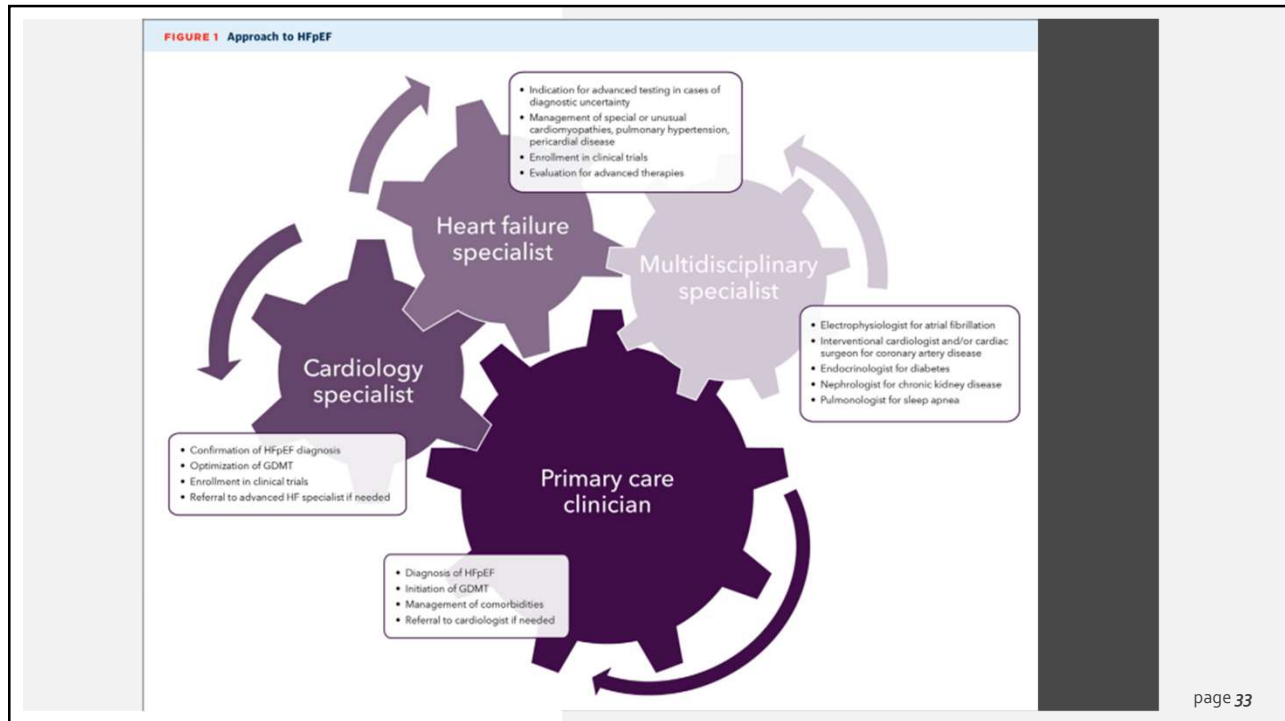 FIGURE 1 Approach to HFpEF
• Indication for advanced testing in cases of
diagnostic uncertainty
• Management of special or unusual
cardiomyopathies, pulmonary hypertension,
pericardial disease
• Enrollment in clinical trials
• Evaluation for advanced therapies
Heart failure
specialist
Multidisciplinary
specialist
• Electrophysiologist for atrial fibrillation
• Interventional cardiologist and/or cardiac
surgeon for coronary artery disease
• Endocrinologist for diabetes
• Nephrologist for chronic kidney disease
• Pulmonologist for sleep apnea
Cardiology
specialist
• Confirmation of HFpEF diagnosis
• Optimization of GDMT
• Enrollment in clinical trials
• Referral to advanced HF specialist if needed
Primary care
clinician
• Diagnosis of HFpEF
• Initiation of GDMT
• Management of comorbidities
• Referral to cardiologist if needed
page 33